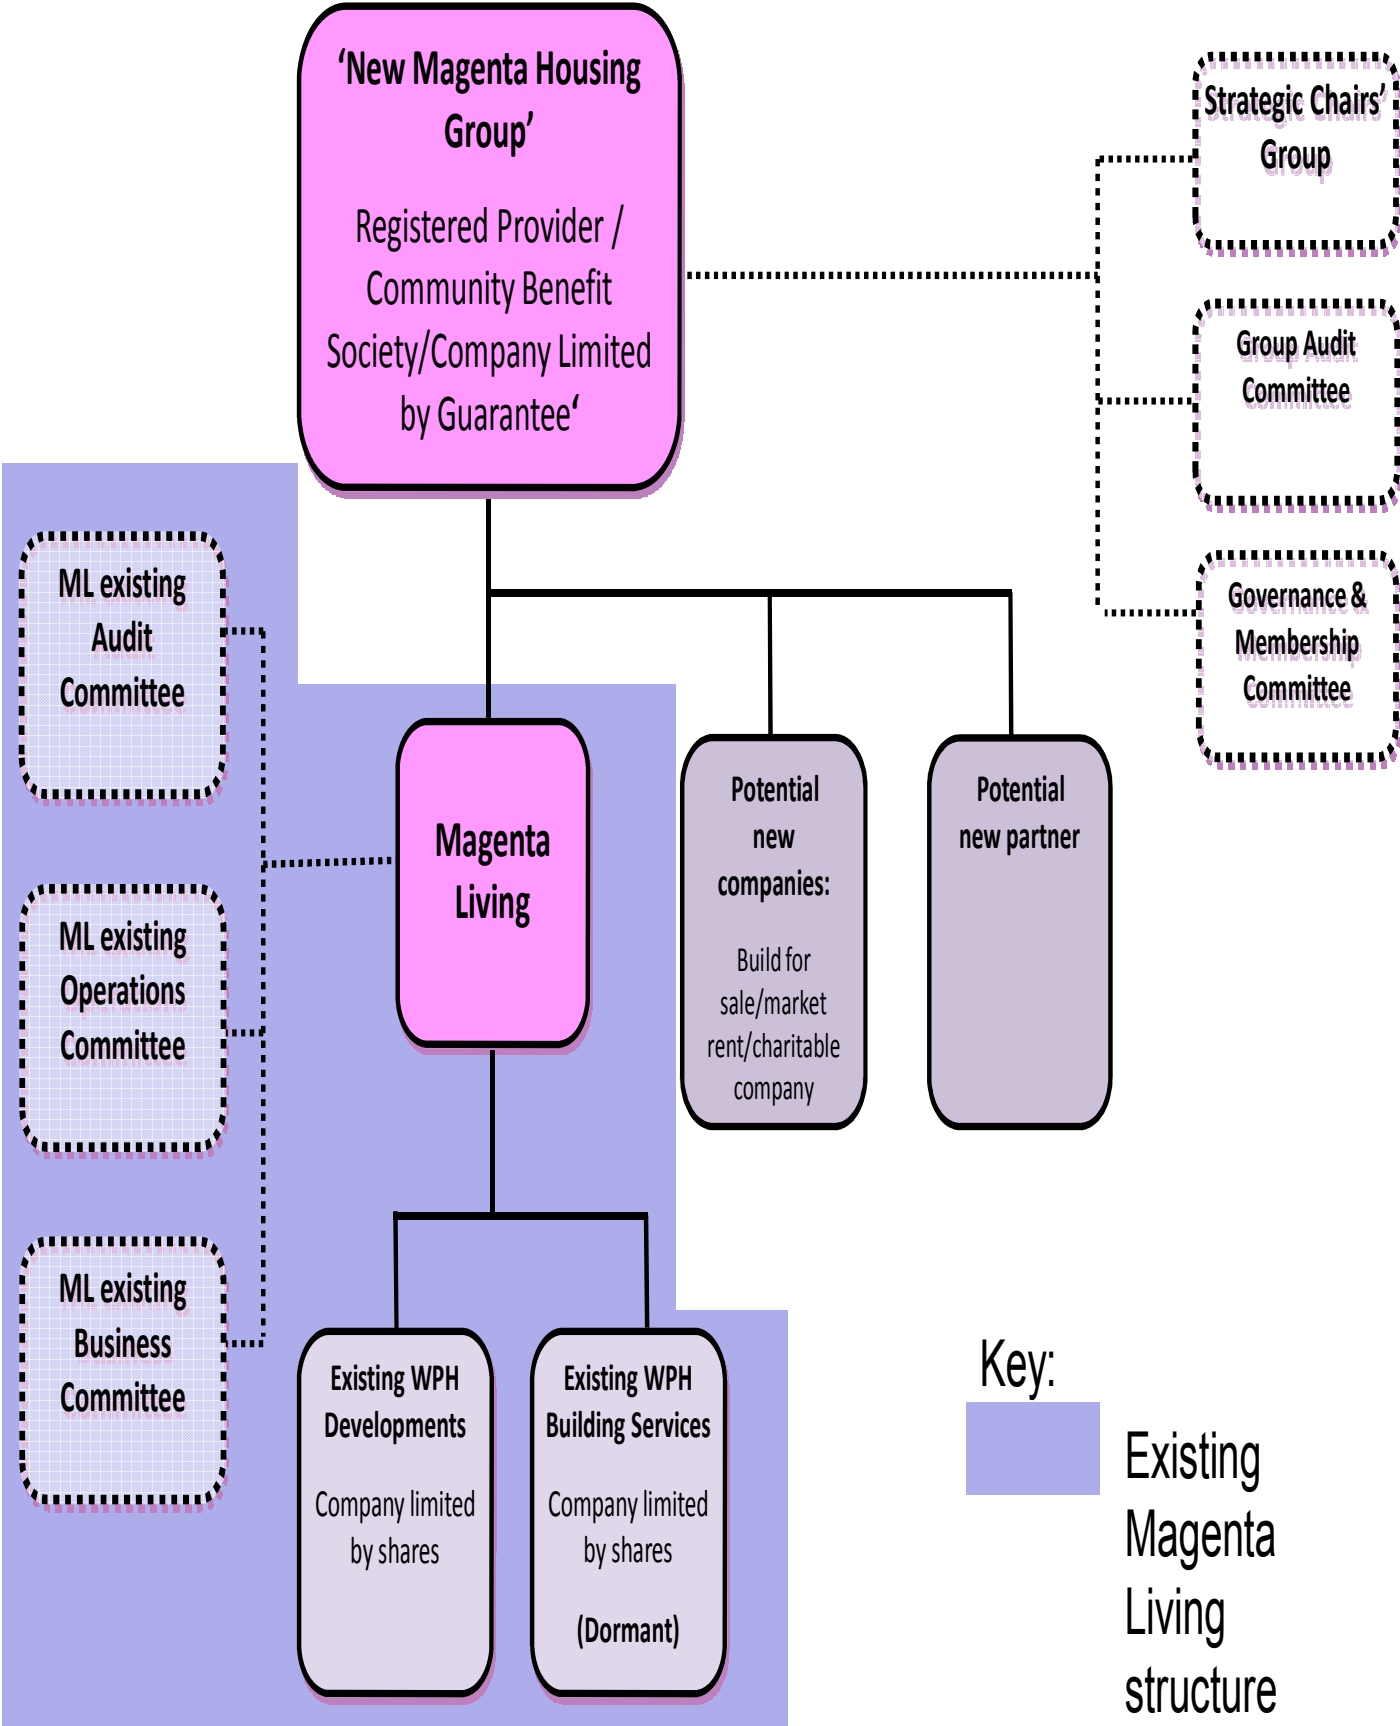 ‘New Magenta Housing
Group’
Registered Provider /
Community Benefit
Society/Company Limited
by Guarantee‘
Strategic Chairs’
Group
Group Audit
Committee
Governance &
Membership
Committee
ML existing
Audit
Committee
ML existing
Operations
Committee
ML existing
Business
Committee
Magenta
Living
Potential
new
companies:
Build for
sale/market
rent/charitable
company
Potential
new partner
Existing WPH
Developments
Company limited
by shares
Existing WPH
Building Services
Company limited
by shares
(Dormant)
Key:
Existing
Magenta
Living
structure